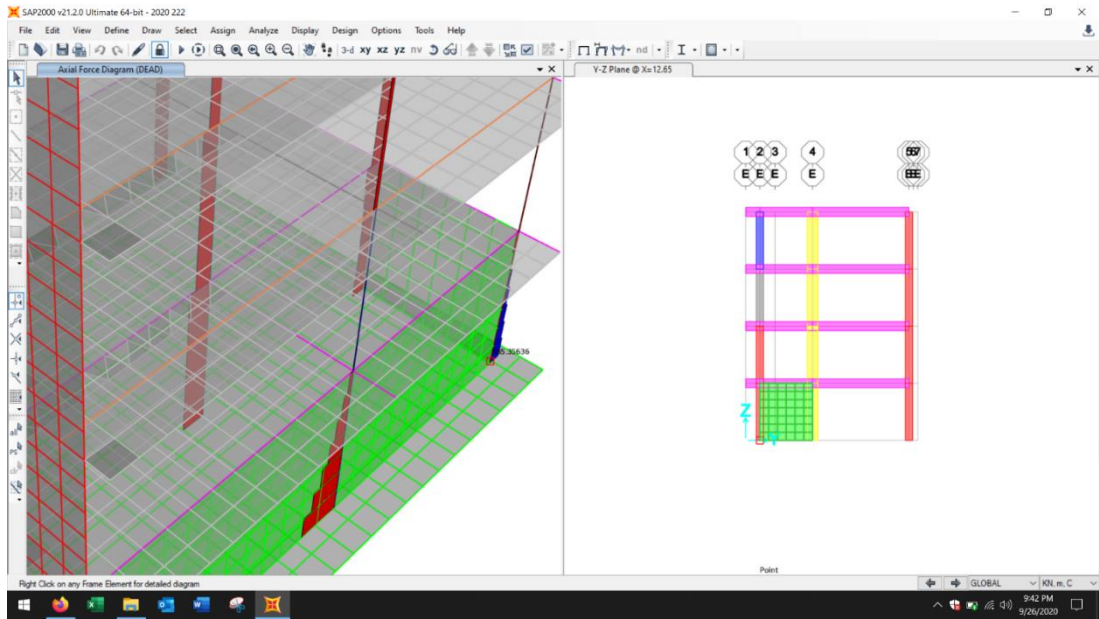 SAP2000 v21.2.0 Ultimate 64-bit - 2020 222
File Edit View Define Draw Select Assign Analyze Display Design Options Tools Help
3-d xy xz yz nv nd
Axial Force Diagram (DEAD)
Y-Z Plane @ X=12.65
all
PS
clr
1 2 3 4
E E E E
Z
Y
Point
Right Click on any Frame Element for detailed diagram
GLOBAL KN, m, C
9:42 PM
9/26/2020